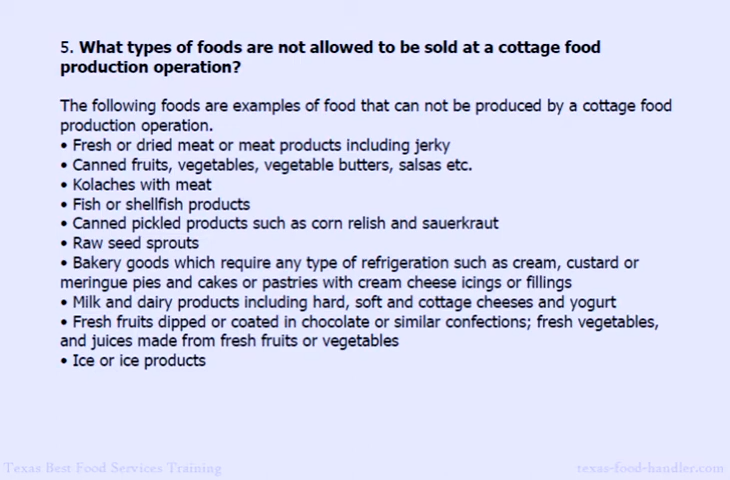 5. What types of foods are not allowed to be sold at a cottage food
production operation?
The following foods are examples of food that can not be produced by a cottage food
production operation.
• Fresh or dried meat or meat products including jerky
• Canned fruits, vegetables, vegetable butters, salsas etc.
• Kolaches with meat
• Fish or shellfish products
• Canned pickled products such as corn relish and sauerkraut
• Raw seed sprouts
• Bakery goods which require any type of refrigeration such as cream, custard or
meringue pies and cakes or pastries with cream cheese icings or fillings
• Milk and dairy products including hard, soft and cottage cheeses and yogurt
• Fresh fruits dipped or coated in chocolate or similar confections; fresh vegetables,
and juices made from fresh fruits or vegetables
• Ice or ice products
Texas Best Food Services Training
texas-food-handler.com